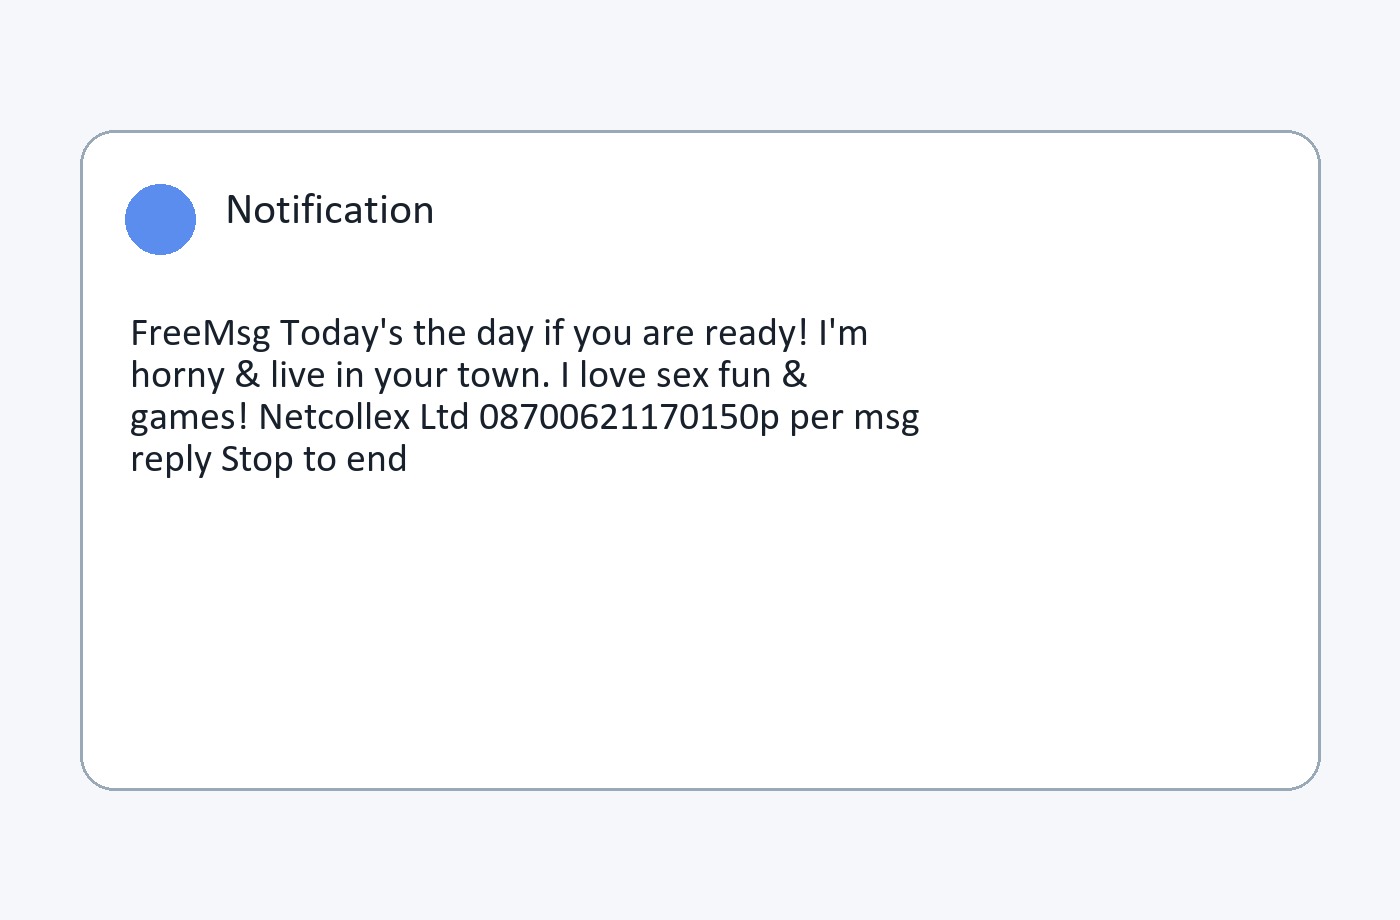 Notification
FreeMsg Today's the day if you are ready! I'm
horny & live in your town. I love sex fun &
games! Netcollex Ltd 08700621170150p per msg
reply Stop to end